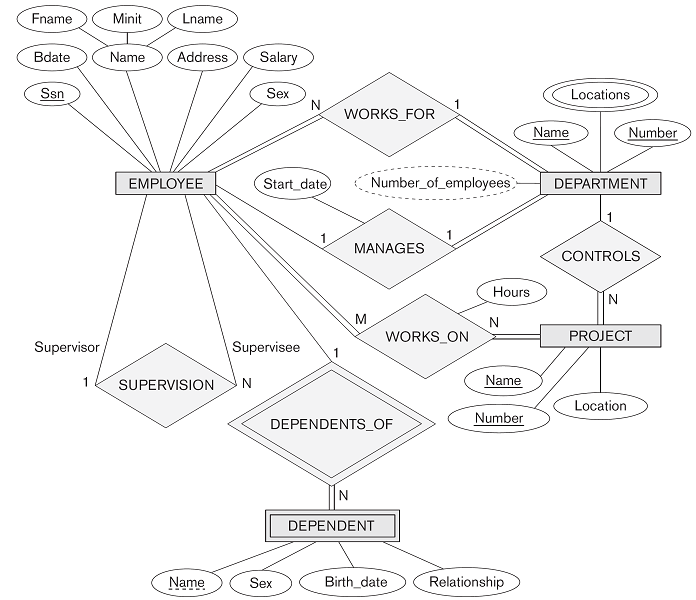 Fname
Minit
Lname
Bdate
Name
Address
Salary
Ssn
Sex
N
WORKS_FOR
1
Locations
Name
Number
EMPLOYEE
Start_date
Number_of_employees
DEPARTMENT
1
MANAGES
1
1
CONTROLS
N
Hours
M
WORKS_ON
N
PROJECT
Supervisor
Supervisee
1
SUPERVISION
N
1
Name
Number
Location
DEPENDENTS_OF
N
DEPENDENT
Name
Sex
Birth_date
Relationship